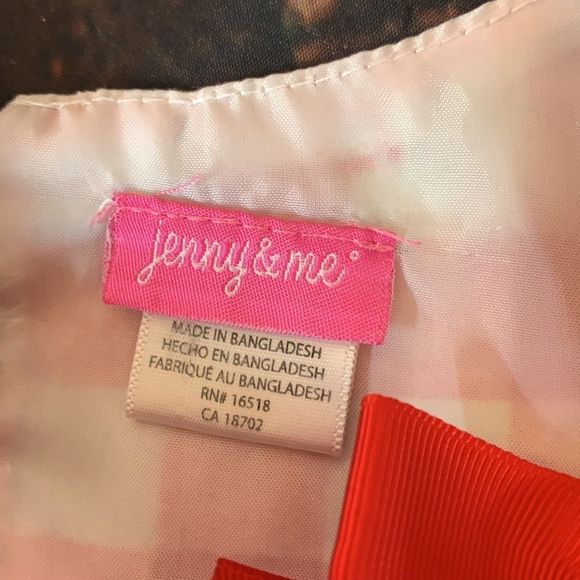 jenny&me°
MADE IN BANGLADESH
HECHO EN BANGLADESH
FABRIQUÉ AU BANGLADESH
RN# 16518
CA 18702